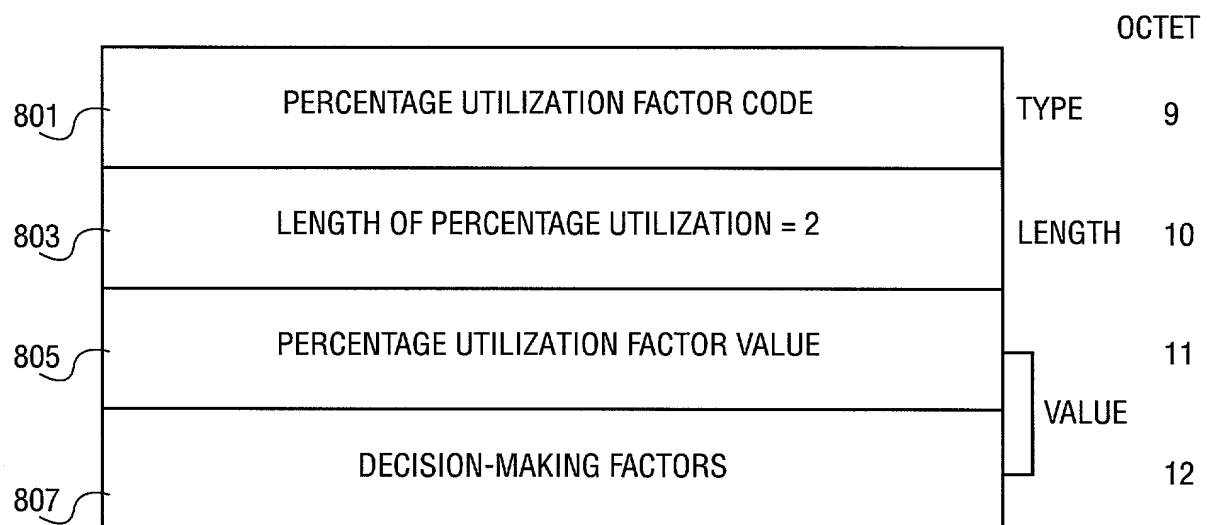 OCTET
801 PERCENTAGE UTILIZATION FACTOR CODE TYPE 9
803 LENGTH OF PERCENTAGE UTILIZATION = 2 LENGTH 10
805 PERCENTAGE UTILIZATION FACTOR VALUE 11
VALUE
807 DECISION-MAKING FACTORS 12